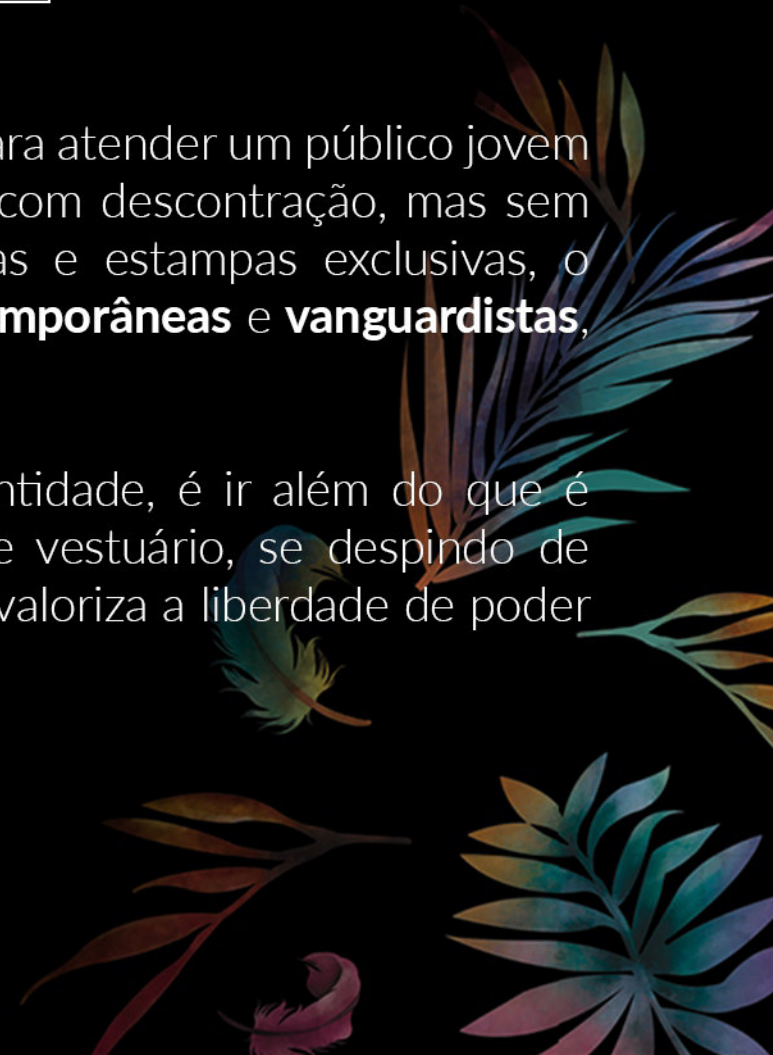 ara atender um público jovem
com descontração, mas sem
as e estampas exclusivas, o
mporâneas e vanguardistas,
ntidade, é ir além do que é
e vestuário, se despindo de
valoriza a liberdade de poder